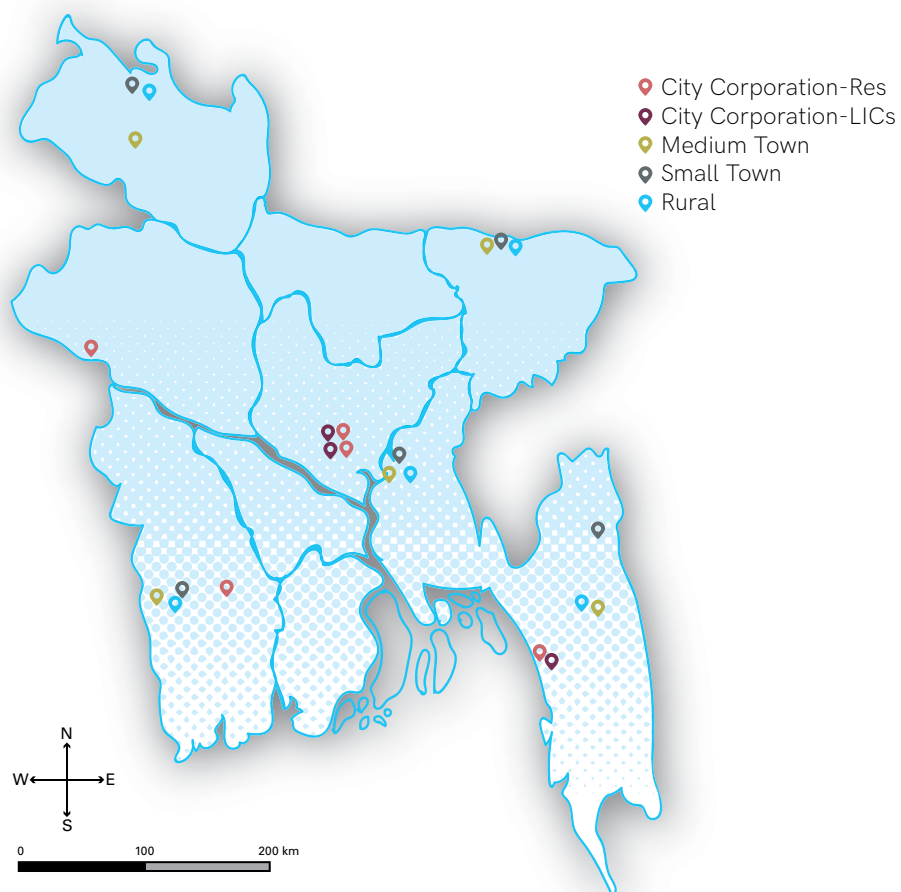 City Corporation-Res
City Corporation-LICs
Medium Town
Small Town
Rural
N
W E
S
0 100 200 km